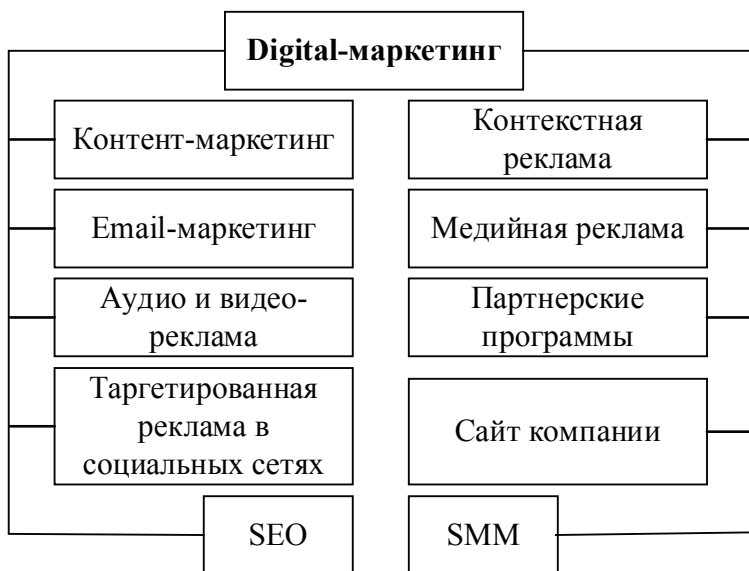 Digital-маркетинг
Контент-маркетинг
Контекстная
реклама
Email-маркетинг
Медийная реклама
Аудио и видео-
реклама
Партнерские
программы
Таргетированная
реклама в
социальных сетях
Сайт компании
SEO
SMM